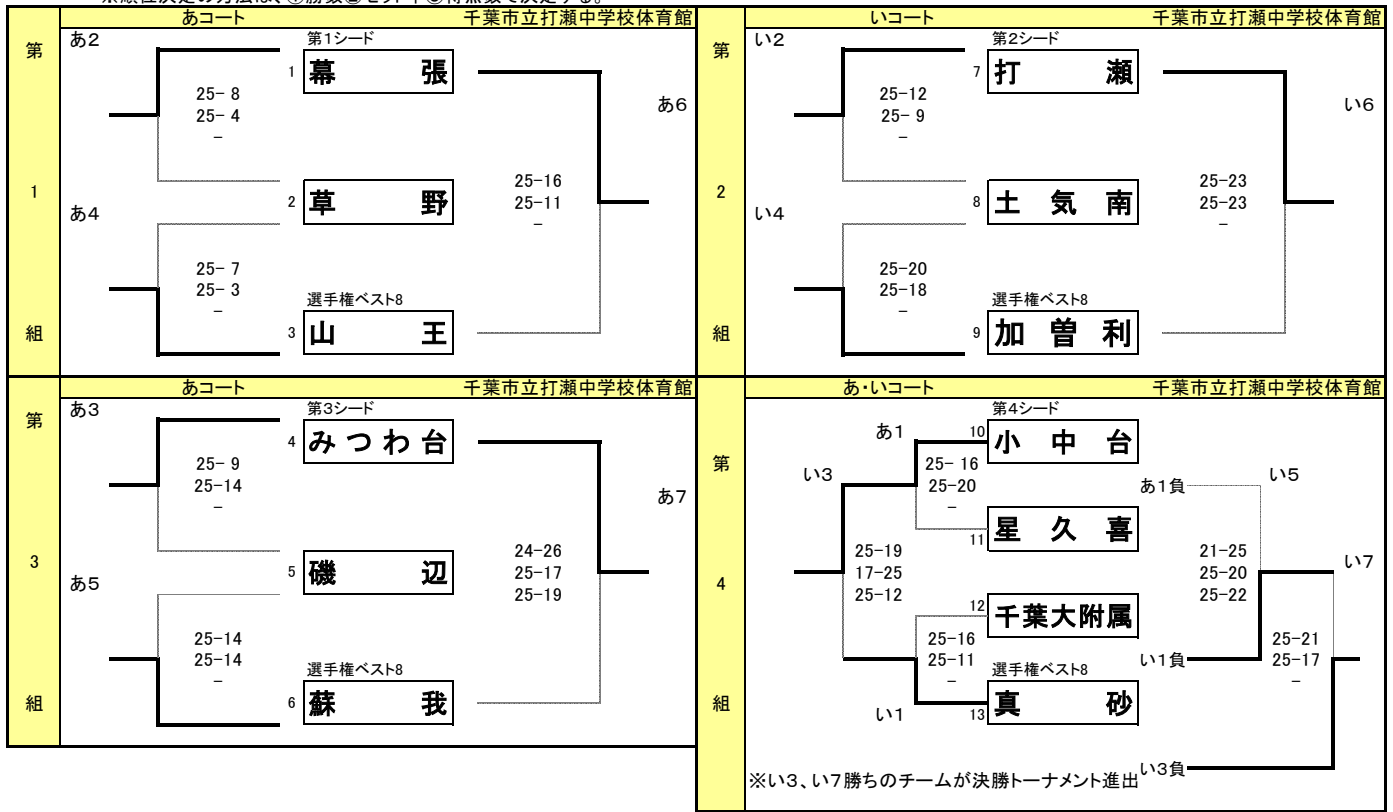 ※順位決定の方法は、①勝数②セット率③得点数で決定する。
あコート 千葉市立打瀬中学校体育館
第1組
あ2
第1シード
1 幕張
あ6
25- 8
25- 4
-
2 草野
25-16
25-11
-
あ4
25- 7
25- 3
-
選手権ベスト8
3 山王
いコート 千葉市立打瀬中学校体育館
第2組
い2
第2シード
7 打瀬
い6
25-12
25- 9
-
8 土気南
25-23
25-23
-
い4
25-20
25-18
-
選手権ベスト8
9 加曽利
あコート 千葉市立打瀬中学校体育館
第3組
あ3
第3シード
4 みつわ台
あ7
25- 9
25-14
-
5 磯辺
24-26
25-17
25-19
あ5
25-14
25-14
-
選手権ベスト8
6 蘇我
あ・いコート 千葉市立打瀬中学校体育館
第4組
第4シード
あ1
10 小中台
い3
25- 16
25-20
-
あ1負
い5
11 星久喜
25-19
17-25
25-12
21-25
25-20
25-22
い7
12 千葉大附属
25-16
25-11
-
い1負
25-21
25-17
-
選手権ベスト8
い1
13 真砂
い3負
※い3、い7勝ちのチームが決勝トーナメント進出